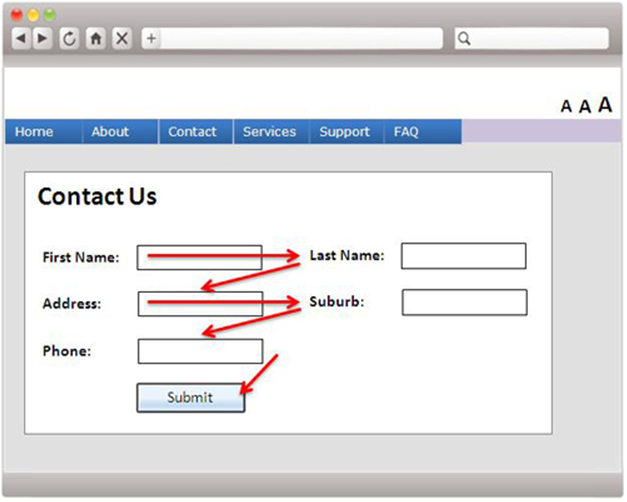 A A A
Home About Contact Services Support FAQ
Contact Us
First Name: Last Name:
Address: Suburb:
Phone:
Submit